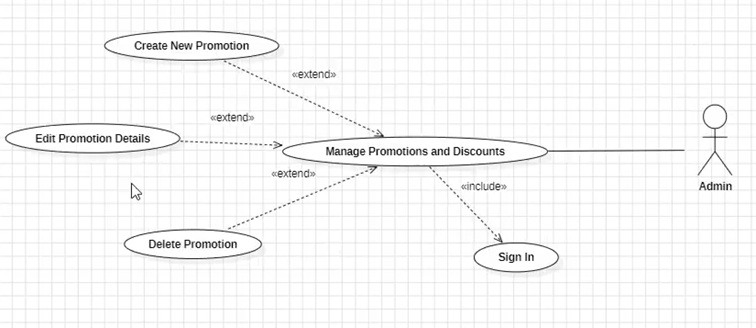 Create New Promotion
«extend»
«extend»
Edit Promotion Details
Manage Promotions and Discounts
«extend»
«include»
Admin
Delete Promotion
Sign In